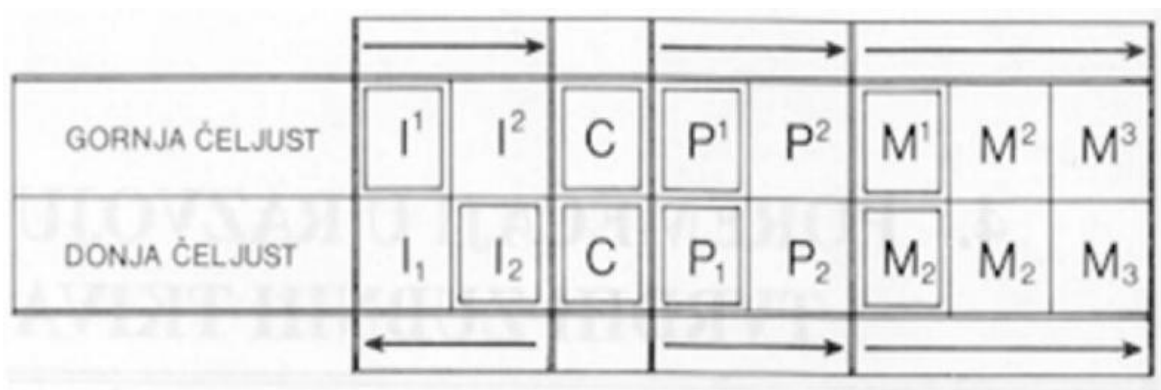 GORNJA ČELJUST I¹ I² C P¹ P² M¹ M² M³
DONJA ČELJUST I₁ I₂ C P₁ P₂ M₂ M₂ M₃